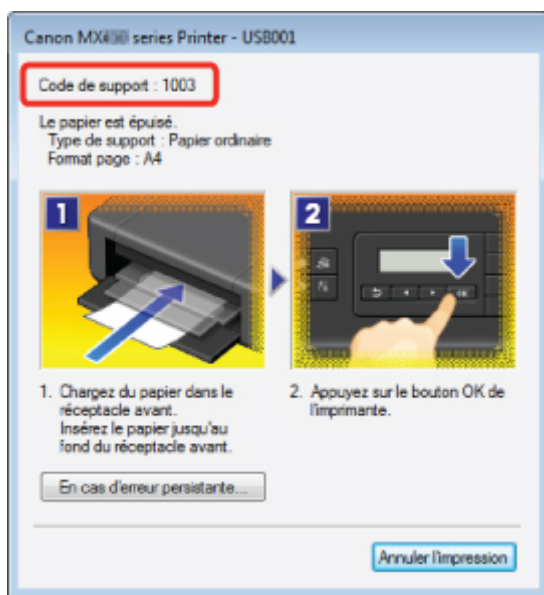 Canon MX series Printer - USB001
Code de support : 1003
Le papier est épuisé.
Type de support : Papier ordinaire
Format page : A4
1
2
OK
1. Chargez du papier dans le
réceptacle avant.
Insérez le papier jusqu'au
fond du réceptacle avant.
2. Appuyez sur le bouton OK de
l'imprimante.
En cas d'erreur persistante...
Annuler l'impression